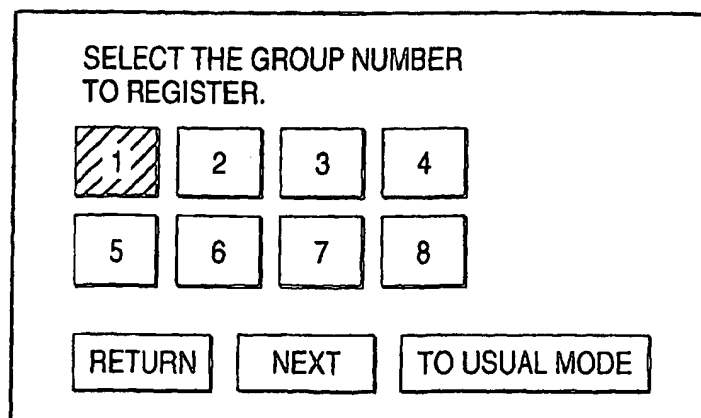 SELECT THE GROUP NUMBER
TO REGISTER.
1 2 3 4
5 6 7 8
RETURN NEXT TO USUAL MODE